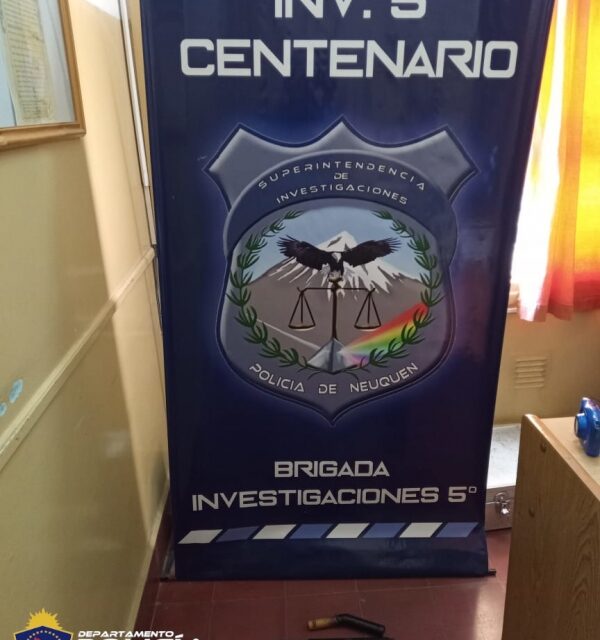 INV. 5°
CENTENARIO
SUPERINTENDENCIA
DE
INVESTIGACIONES
POLICIA DE NEUQUEN
BRIGADA
INVESTIGACIONES 5°
DEPARTAMENTO